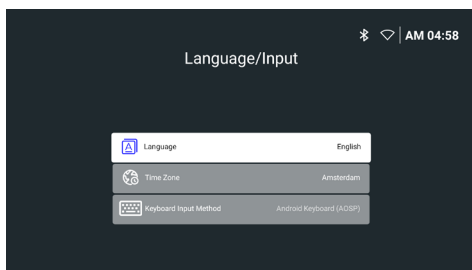 AM 04:58
Language/Input
Language English
Time Zone Amsterdam
Keyboard Input Method Android Keyboard (AOSP)